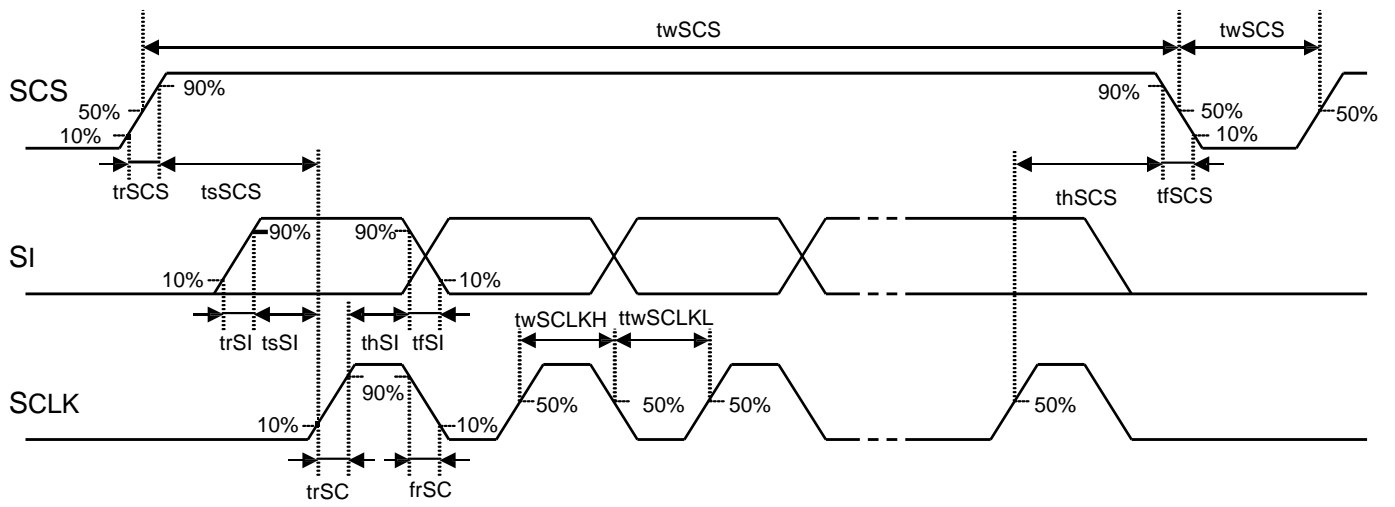 twSCS twSCS
SCS
90% 90%
50% 50% 50%
10% 10%
trSCS tsSCS thSCS tfSCS
SI
90% 90%
10% 10%
trSI tsSI thSI tfSI twSCLKH ttwSCLKL
SCLK
90%
50% 50% 50% 50%
10% 10%
trSC frSC